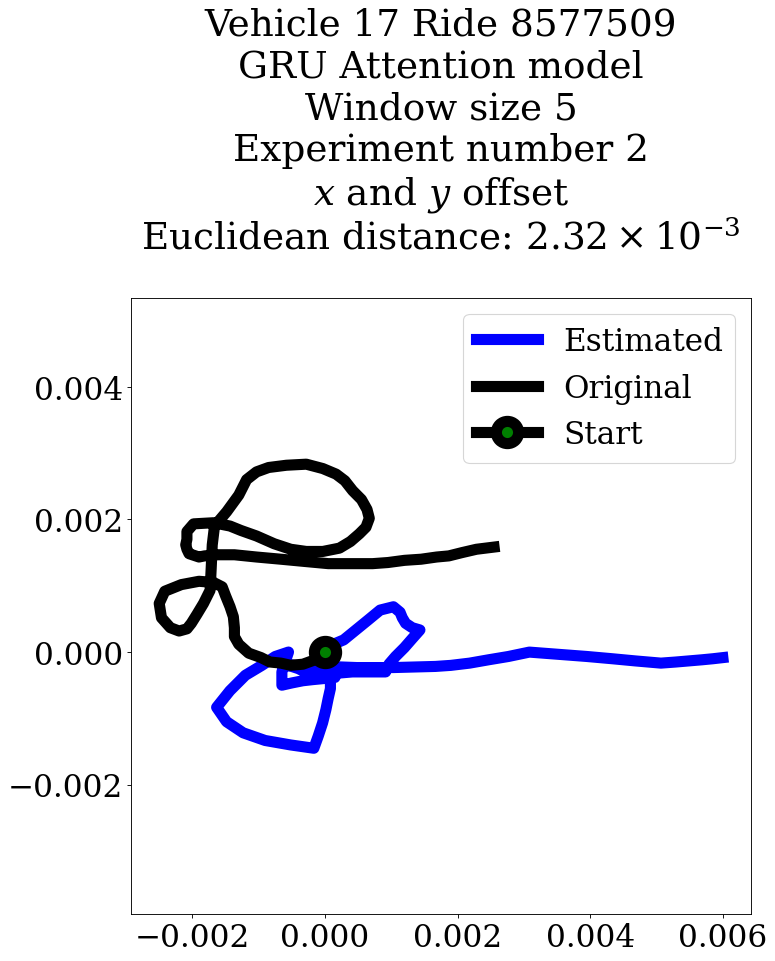 Vehicle 17 Ride 8577509
GRU Attention model
Window size 5
Experiment number 2
x and y offset
Euclidean distance: 2.32 × 10⁻³
Estimated
Original
Start
0.004
0.002
0.000
−0.002
−0.002 0.000 0.002 0.004 0.006